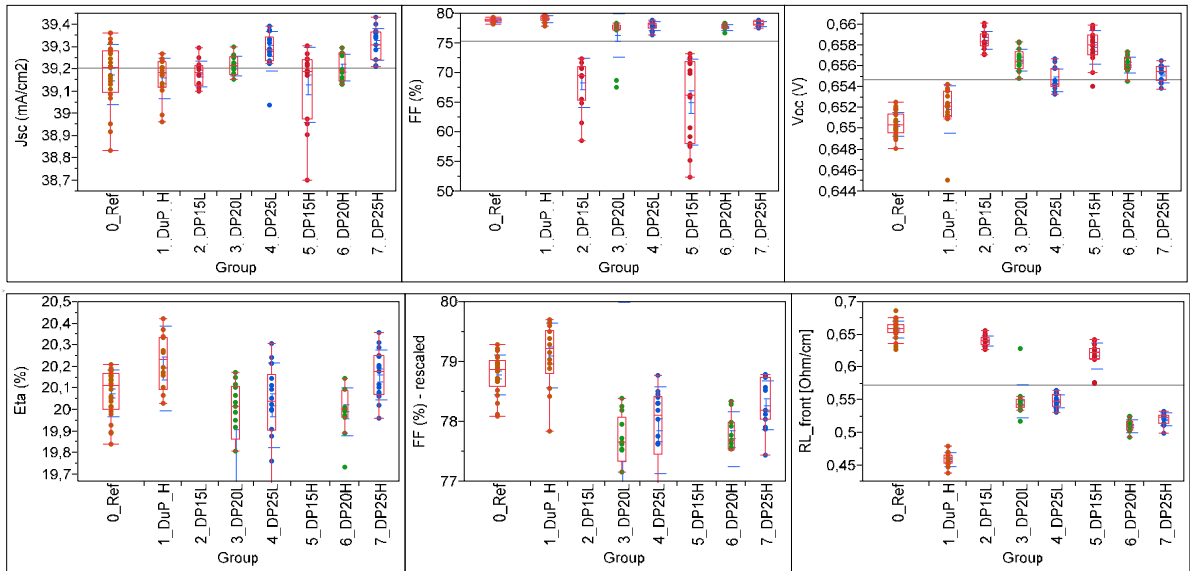 Jsc (mA/cm2)
39,4
39,3
39,2
39,1
39
38,9
38,8
38,7
0_Ref
1_DuP_H
2_DP15L
3_DP20L
4_DP25L
5_DP15H
6_DP20H
7_DP25H
Group
FF (%)
80
75
70
65
60
55
50
0_Ref
1_DuP_H
2_DP15L
3_DP20L
4_DP25L
5_DP15H
6_DP20H
7_DP25H
Group
Voc (V)
0,66
0,658
0,656
0,654
0,652
0,65
0,648
0,646
0,644
0_Ref
1_DuP_H
2_DP15L
3_DP20L
4_DP25L
5_DP15H
6_DP20H
7_DP25H
Group
Eta (%)
20,5
20,4
20,3
20,2
20,1
20
19,9
19,8
19,7
0_Ref
1_DuP_H
2_DP15L
3_DP20L
4_DP25L
5_DP15H
6_DP20H
7_DP25H
Group
FF (%) - rescaled
80
79
78
77
0_Ref
1_DuP_H
2_DP15L
3_DP20L
4_DP25L
5_DP15H
6_DP20H
7_DP25H
Group
RL_front [Ohm/cm]
0,7
0,65
0,6
0,55
0,5
0,45
0_Ref
1_DuP_H
2_DP15L
3_DP20L
4_DP25L
5_DP15H
6_DP20H
7_DP25H
Group